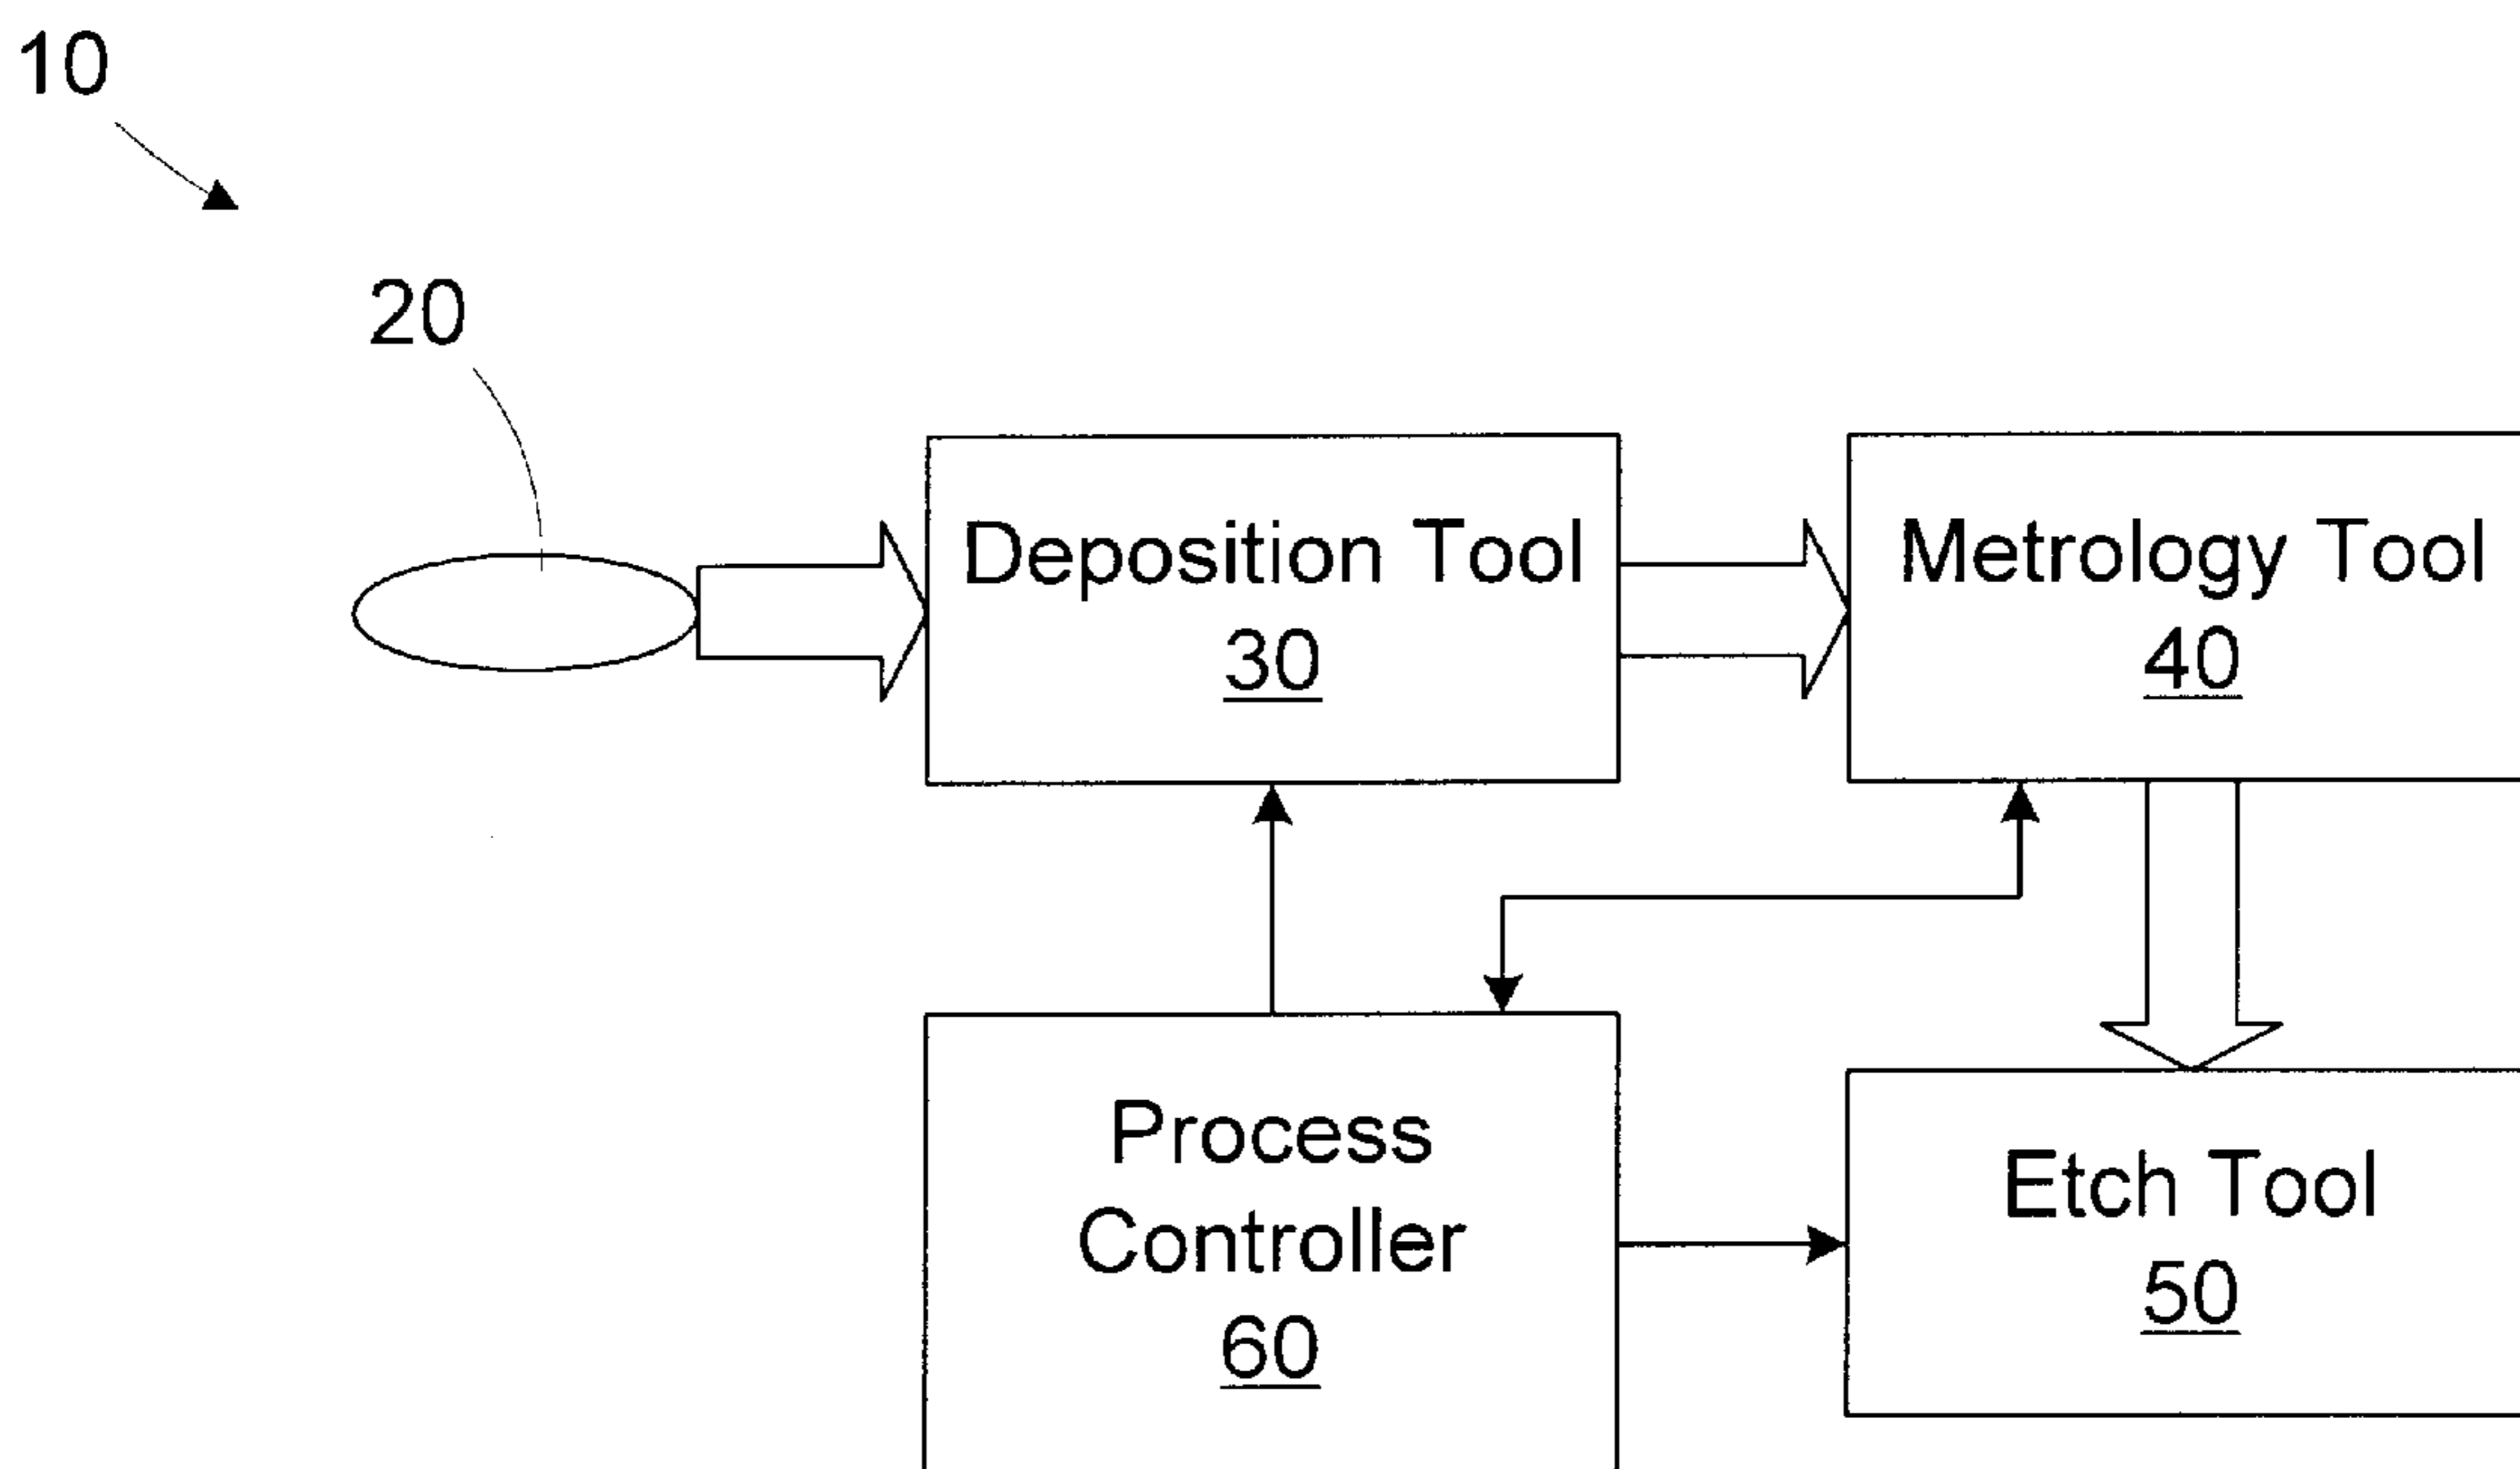 10
20
Deposition Tool
30
Metrology Tool
40
Process
Controller
60
Etch Tool
50